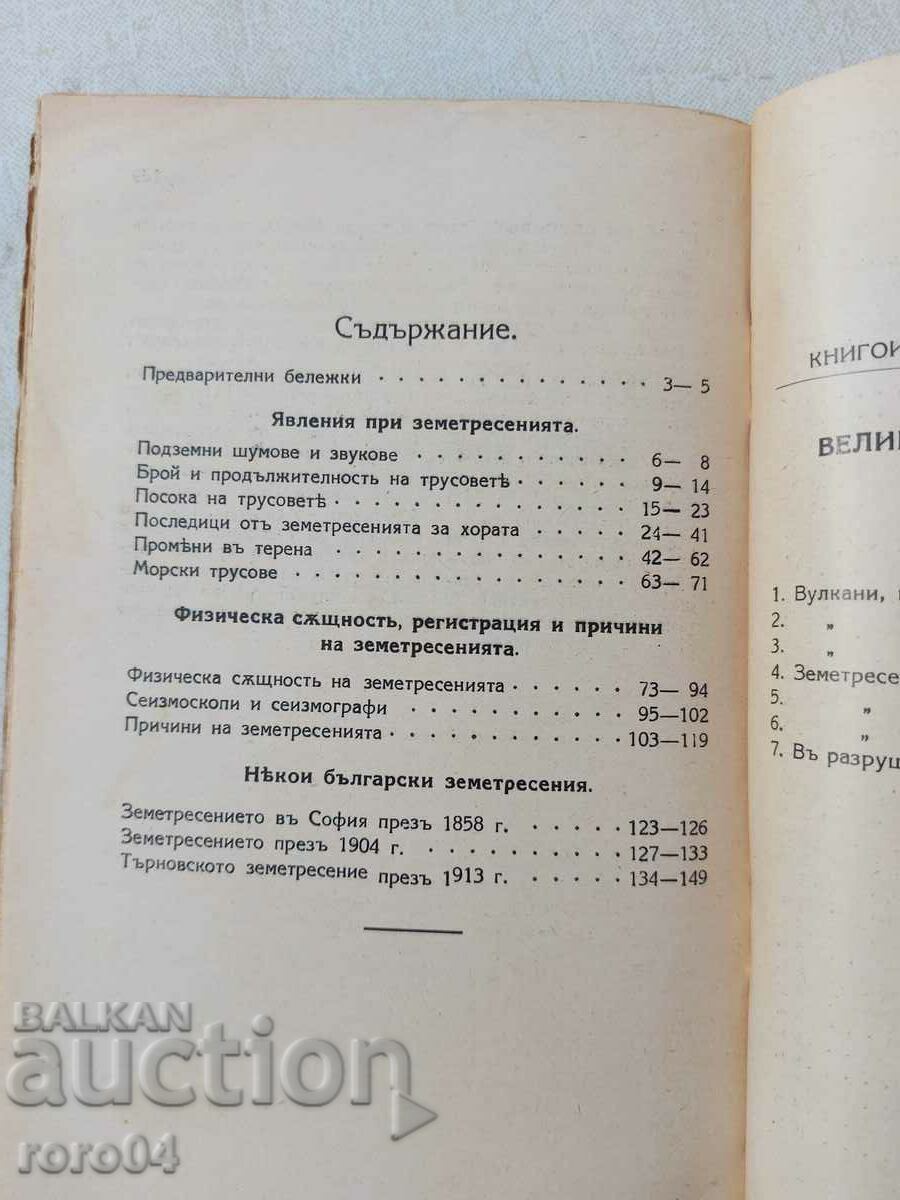 Съдържание.
Предварителни бележки . . . . . . . . . . . . . . 3— 5
Явления при земетресенията.
Подземни шумове и звукове . . . . . . . . . . . 6— 8
Брой и продължителность на трусоветѣ . . . . . . 9— 14
Посока на трусоветѣ . . . . . . . . . . . . . . . 15— 23
Последици отъ земетресенията за хората . . . . . 24— 41
Промѣни въ терена . . . . . . . . . . . . . . 42— 62
Морски трусове . . . . . . . . . . . . . . . . 63— 71
Физическа сѫщность, регистрация и причини
на земетресенията.
Физическа сѫщность на земетресенията . . . . . . 73— 94
Сеизмоскопи и сеизмографи . . . . . . . . . . . 95—102
Причини на земетресенията . . . . . . . . . . . . 103—119
Нѣкои български земетресения.
Земетресението въ София презъ 1858 г. . . . . . 123—126
Земетресението презъ 1904 г. . . . . . . . . . 127—133
Търновското земетресение презъ 1913 г. . . . . . 134—149
КНИГОИ
ВЕЛИ
1. Вулкани,
2. „
3. „
4. Земетресе
5. „
6. „
7. Въ разруш
BALKAN
auction
roro04